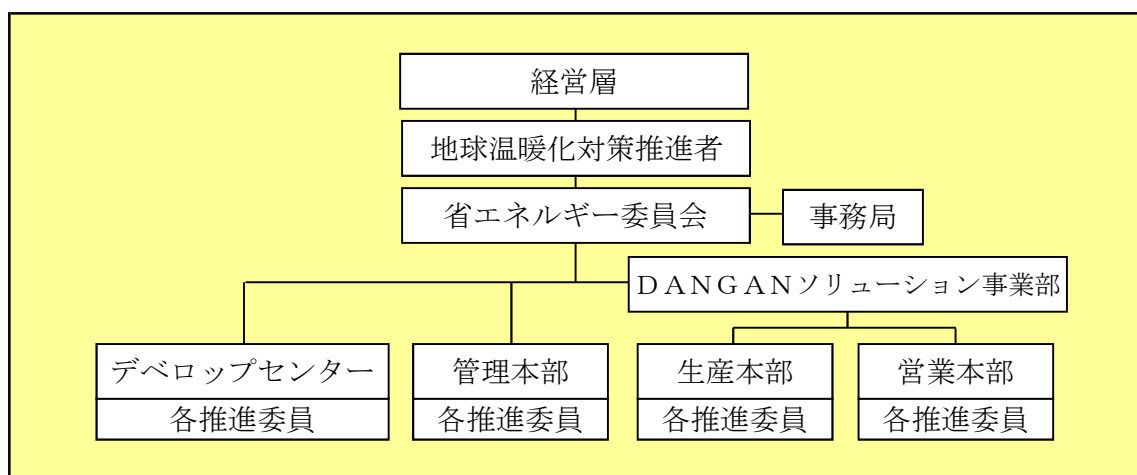 経営層
地球温暖化対策推進者
省エネルギー委員会
事務局
ＤＡＮＧＡＮソリューション事業部
デベロップセンター
各推進委員
管理本部
各推進委員
生産本部
各推進委員
営業本部
各推進委員